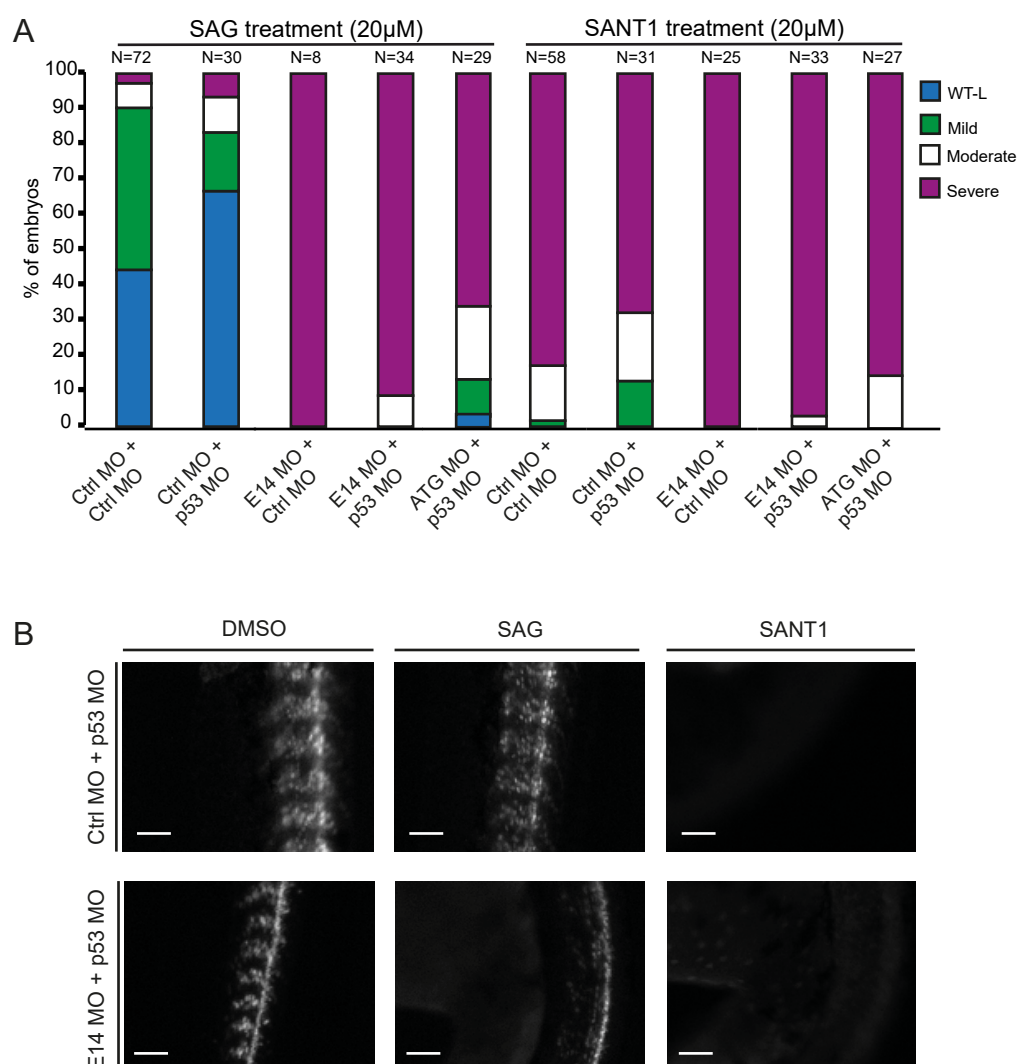 A
SAG treatment (20µM)
SANT1 treatment (20µM)
N=72 N=30 N=8 N=34 N=29 N=58 N=31 N=25 N=33 N=27
% of embryos
100
90
80
70
60
50
40
30
20
10
0
WT-L
Mild
Moderate
Severe
Ctrl MO +
Ctrl MO
Ctrl MO +
p53 MO
E14 MO +
Ctrl MO
E14 MO +
p53 MO
ATG MO +
p53 MO
Ctrl MO +
Ctrl MO
Ctrl MO +
p53 MO
E14 MO +
Ctrl MO
E14 MO +
p53 MO
ATG MO +
p53 MO
B
DMSO
SAG
SANT1
Ctrl MO + p53 MO
E14 MO + p53 MO